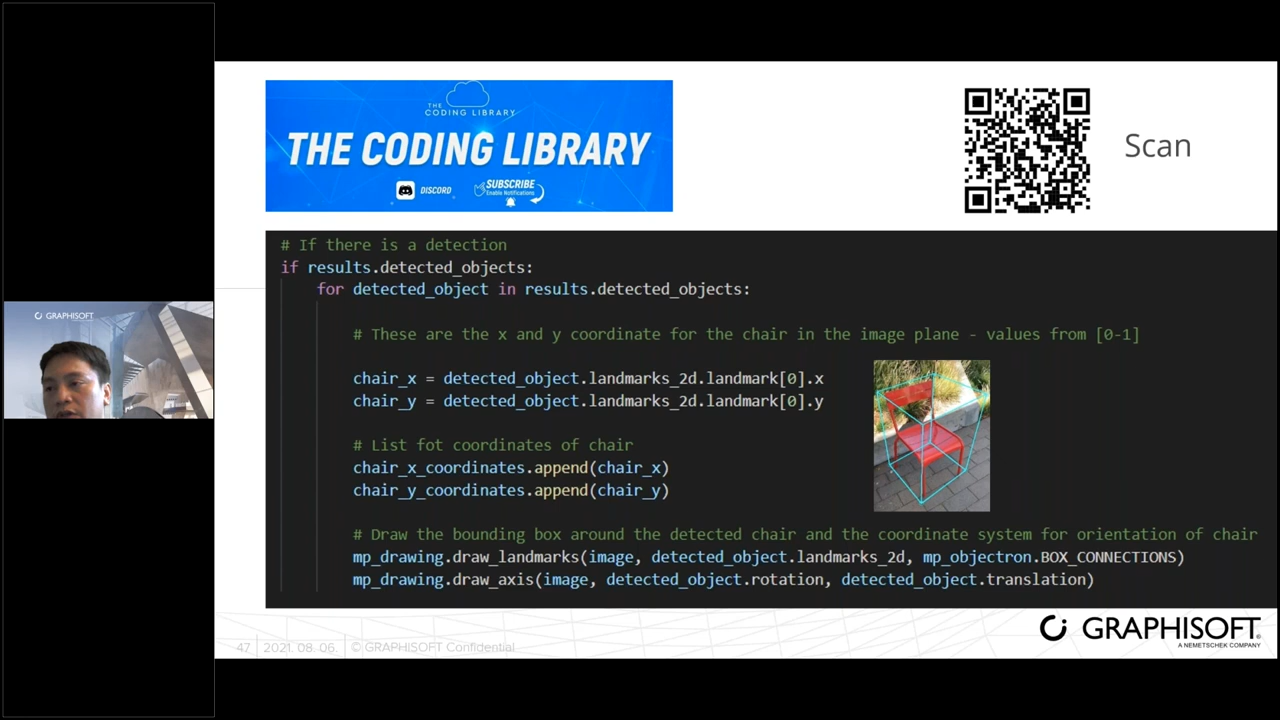 THE
CODING LIBRARY
THE CODING LIBRARY
DISCORD
SUBSCRIBE
Enable Notifications
Scan
# If there is a detection
if results.detected_objects:
for detected_object in results.detected_objects:
# These are the x and y coordinate for the chair in the image plane - values from [0-1]
chair_x = detected_object.landmarks_2d.landmark[0].x
chair_y = detected_object.landmarks_2d.landmark[0].y
# List fot coordinates of chair
chair_x_coordinates.append(chair_x)
chair_y_coordinates.append(chair_y)
# Draw the bounding box around the detected chair and the coordinate system for orientation of chair
mp_drawing.draw_landmarks(image, detected_object.landmarks_2d, mp_objectron.BOX_CONNECTIONS)
mp_drawing.draw_axis(image, detected_object.rotation, detected_object.translation)
GRAPHISOFT
47 | 2021. 08. 06. | © GRAPHISOFT Confidential
GRAPHISOFT®
A NEMETSCHEK COMPANY